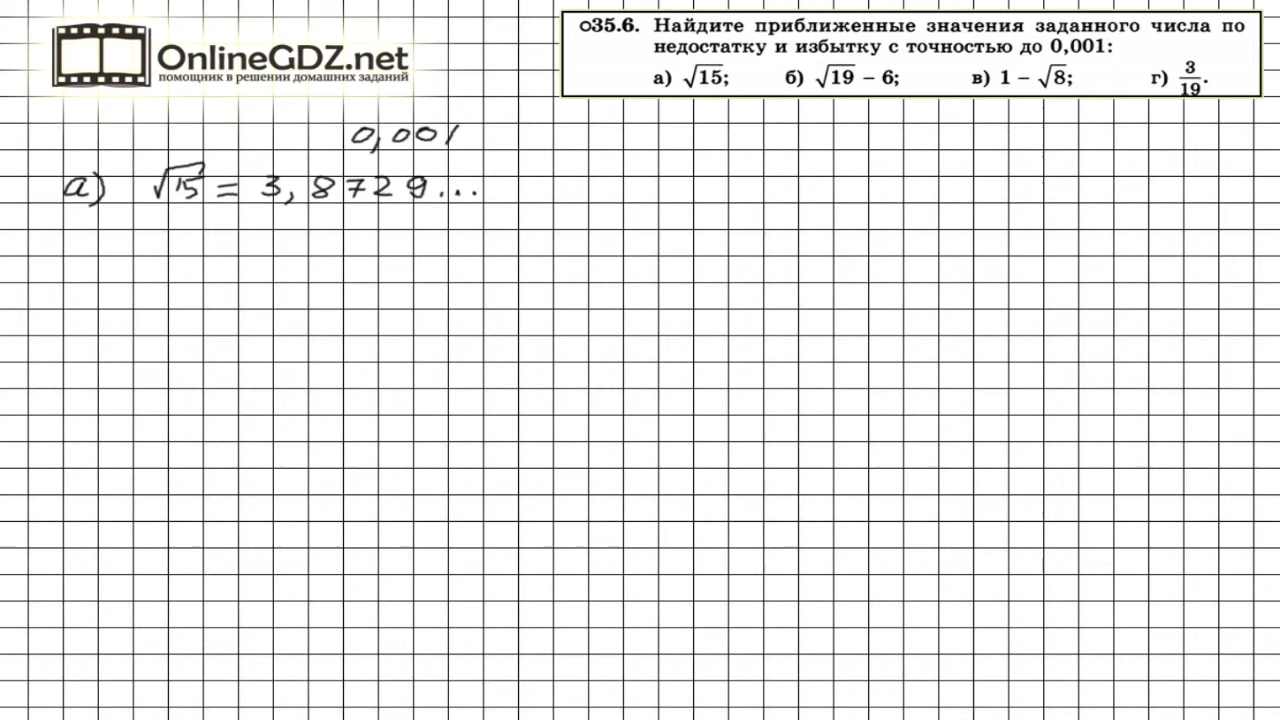 OnlineGDZ.net
помощник в решении домашних заданий
35.6. Найдите приближенные значения заданного числа по
недостатку и избытку с точностью до 0,001:
а) √15; б) √19 − 6; в) 1 − √8; г) 3/19.
0,001
а) √15 = 3,8729...